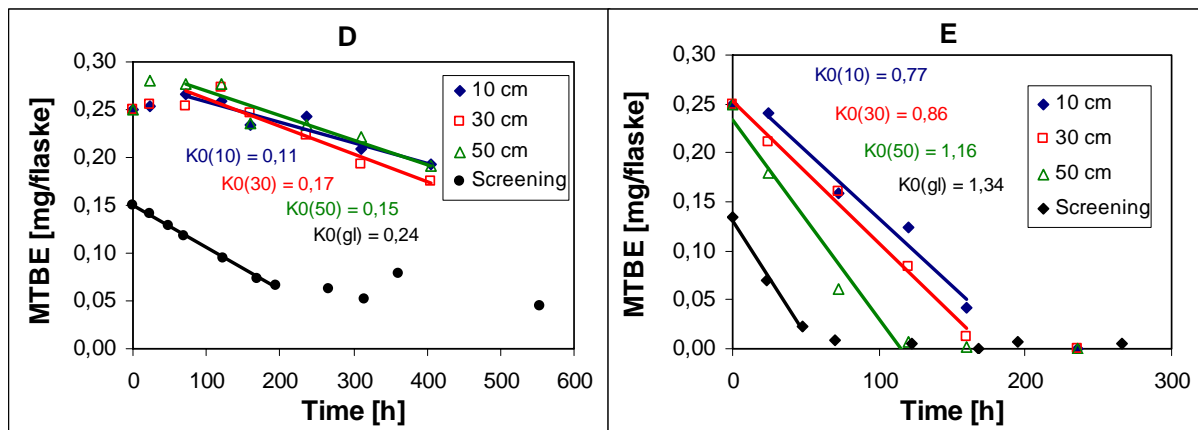 D
MTBE [mg/flaske]
0,30
0,25
0,20
0,15
0,10
0,05
0,00
0 100 200 300 400 500 600
Time [h]
K0(10) = 0,11
K0(30) = 0,17
K0(50) = 0,15
K0(gl) = 0,24
10 cm
30 cm
50 cm
Screening
E
MTBE [mg/flaske]
0,30
0,25
0,20
0,15
0,10
0,05
0,00
0 100 200 300
Time [h]
K0(10) = 0,77
K0(30) = 0,86
K0(50) = 1,16
K0(gl) = 1,34
10 cm
30 cm
50 cm
Screening